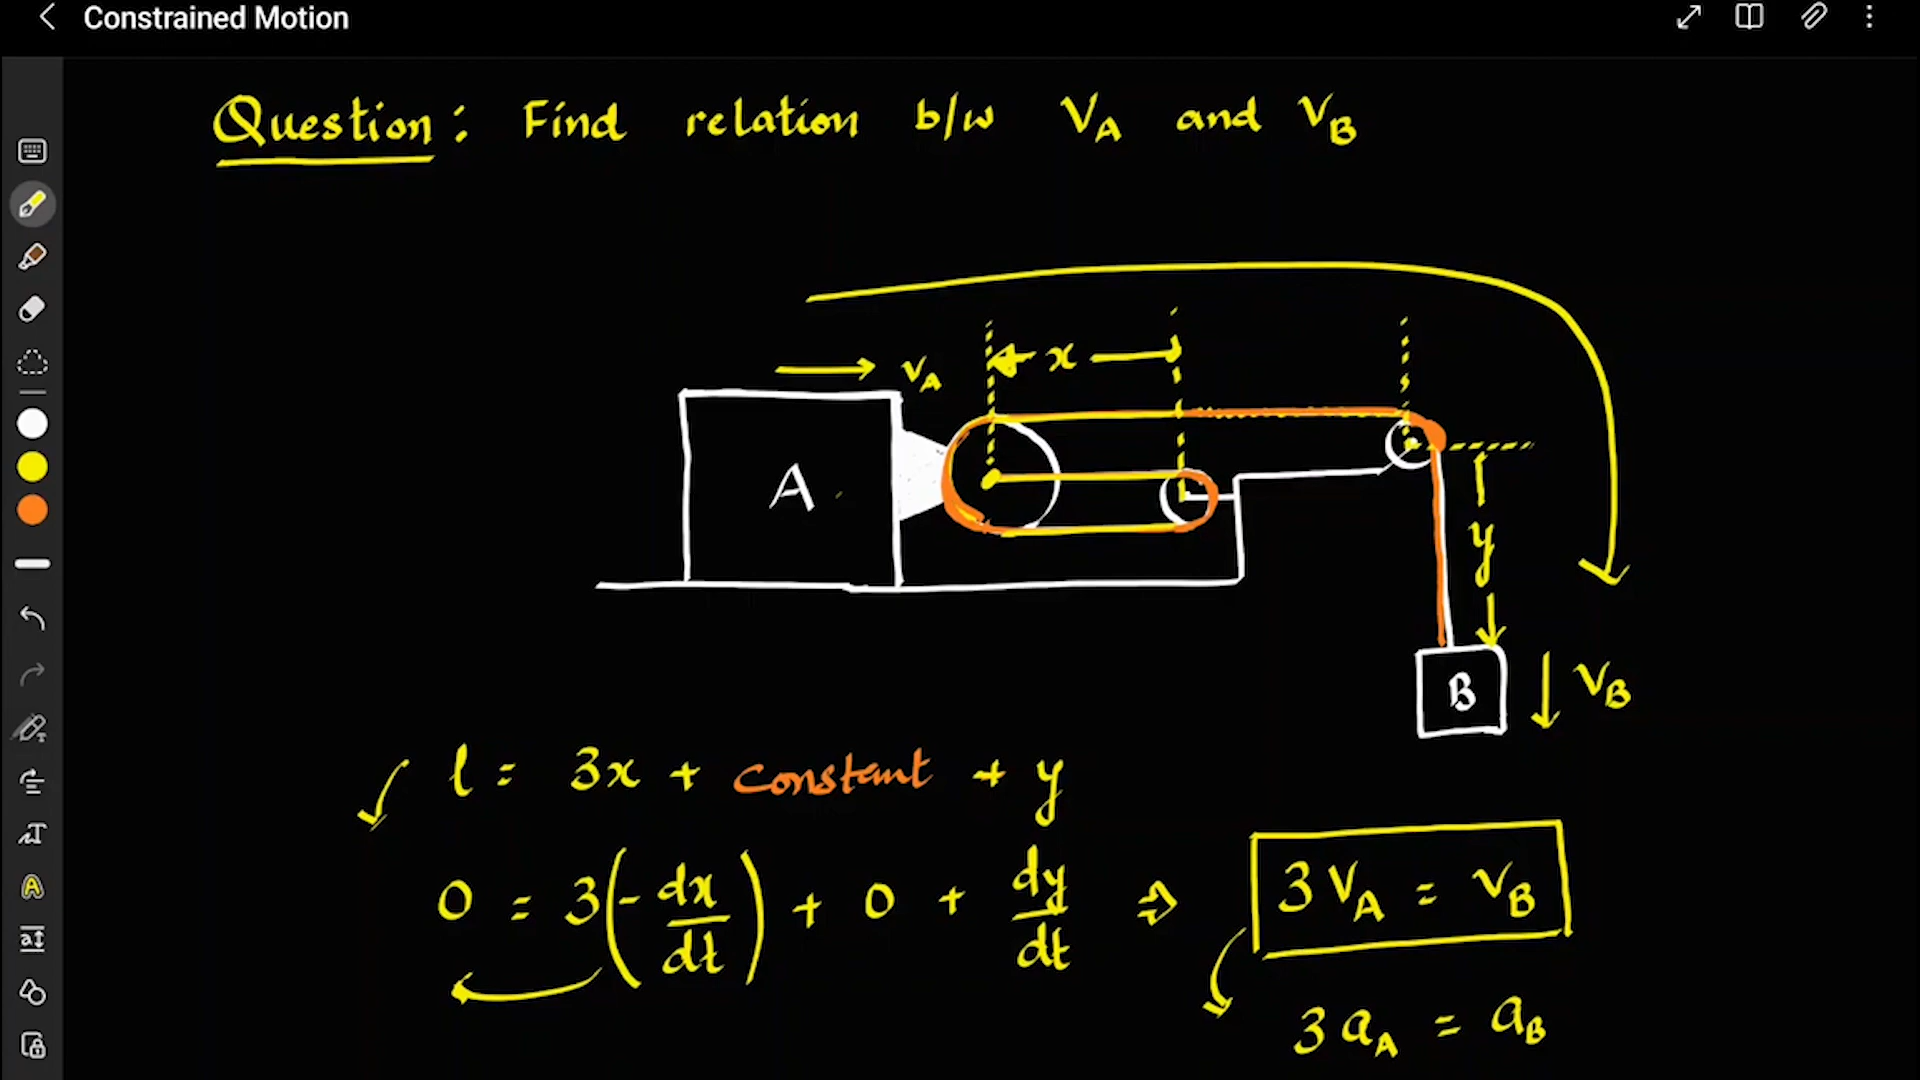 Constrained Motion
Question: Find relation b/w VA and VB
x
VA
A
y
B
VB
l = 3x + constant + y
0 = 3(-dx/dt) + 0 + dy/dt ⇒ 3VA = VB
3aA = aB